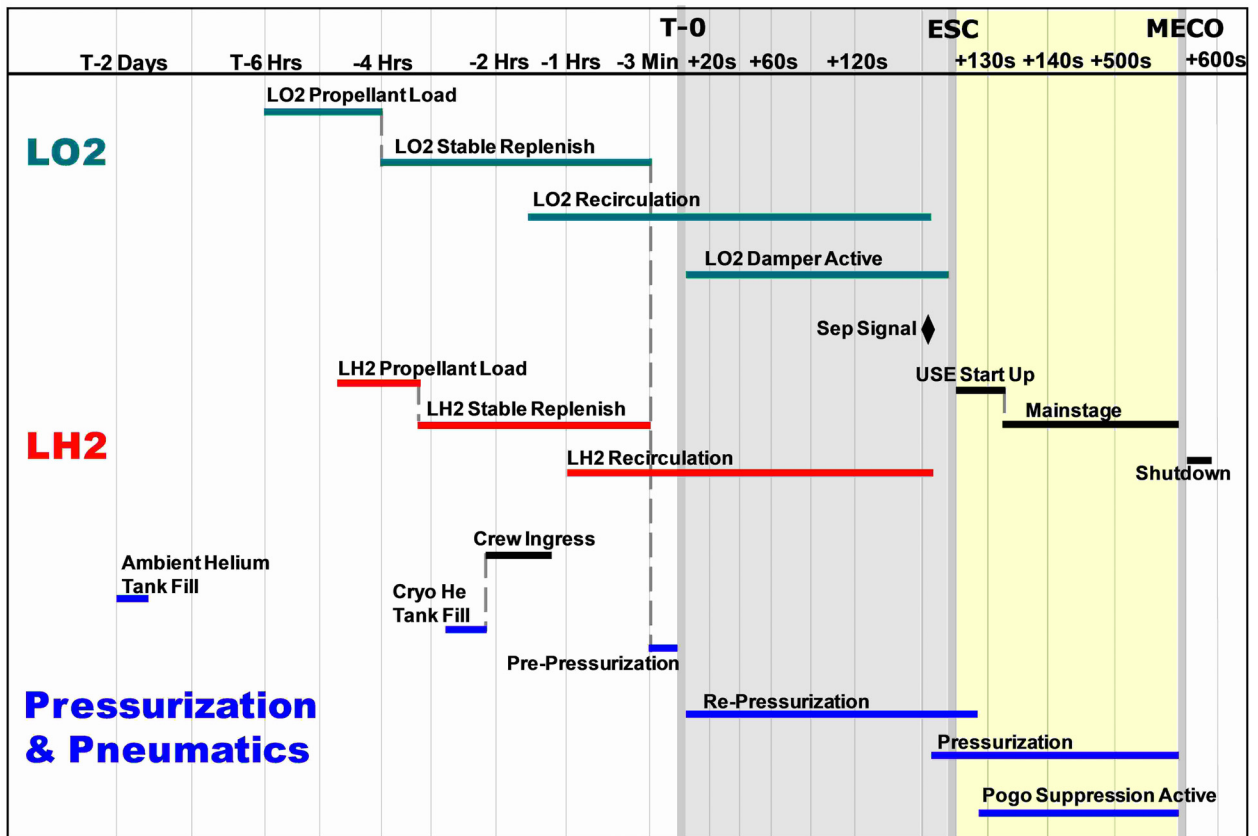 T-0 ESC MECO
T-2 Days T-6 Hrs -4 Hrs -2 Hrs -1 Hrs -3 Min +20s +60s +120s +130s +140s +500s +600s
LO2 Propellant Load
LO2
LO2 Stable Replenish
LO2 Recirculation
LO2 Damper Active
Sep Signal
LH2 Propellant Load
USE Start Up
LH2 Stable Replenish
Mainstage
LH2
LH2 Recirculation
Shutdown
Crew Ingress
Ambient Helium
Tank Fill
Cryo He
Tank Fill
Pre-Pressurization
Pressurization
& Pneumatics
Re-Pressurization
Pressurization
Pogo Suppression Active